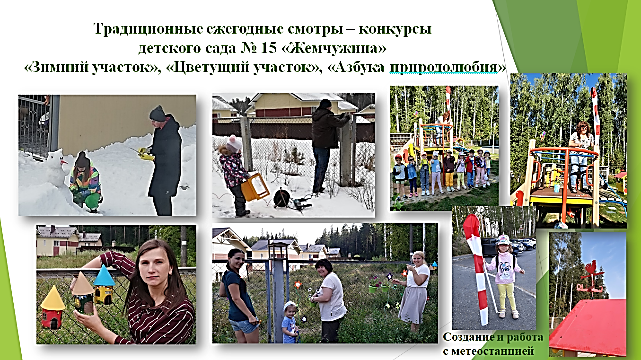 Традиционные ежегодные смотры – конкурсы
детского сада № 15 «Жемчужина»
«Зимний участок», «Цветущий участок», «Азбука природолюбия»
Создание и работа
с метеостанцией